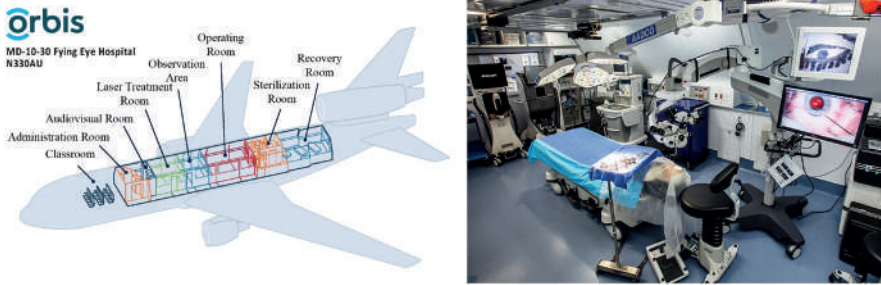 orbis
MD-10-30 Fying Eye Hospital
N330AU
Operating
Room
Observation
Area
Recovery
Room
Laser Treatment
Room
Sterilization
Room
Audiovisual Room
Administration Room
Classroom
AADCO